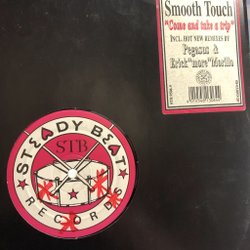 Smooth Touch
"Come and take a trip"
INCL. HOT NEW REMIXES BY
Pegasus &
Erick "more" Morillo
STEADY BEAT
STB
RECORDS